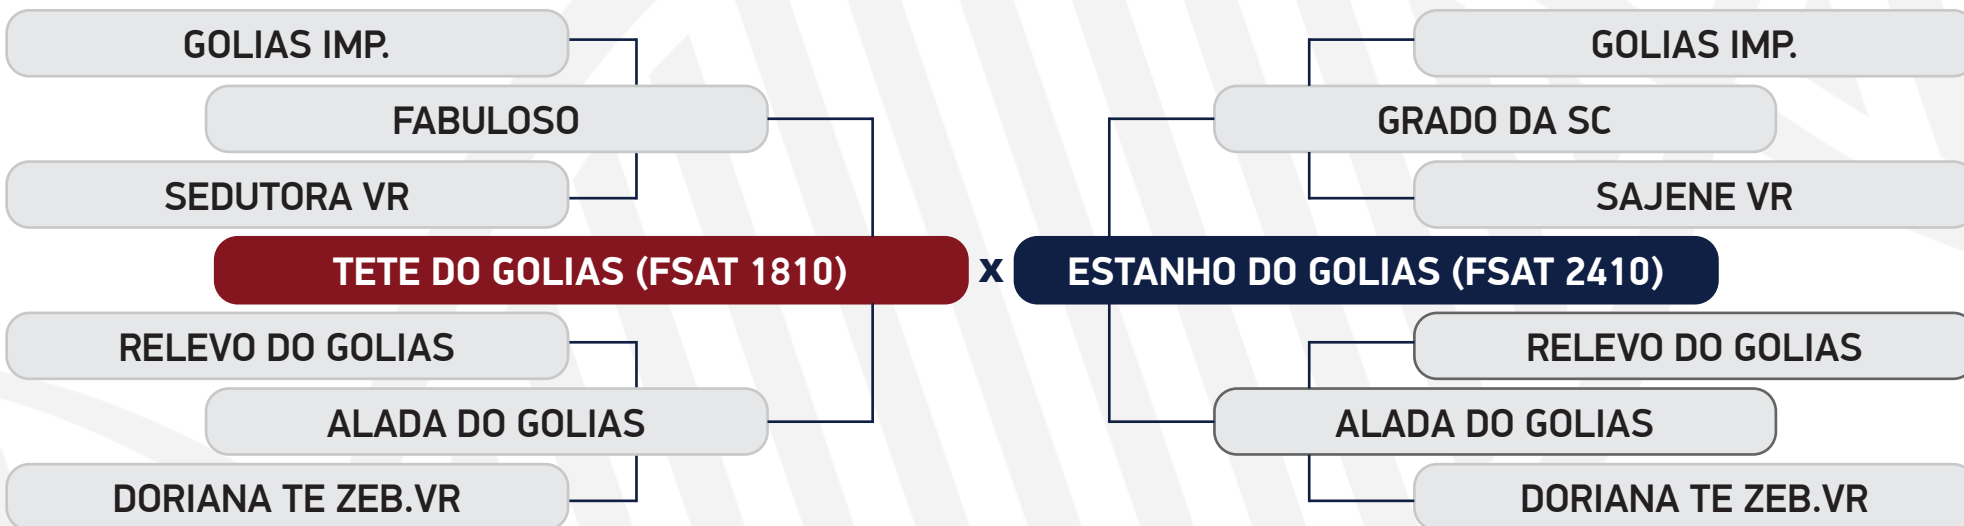 GOLIAS IMP.
FABULOSO
SEDUTORA VR
TETE DO GOLIAS (FSAT 1810)
RELEVO DO GOLIAS
ALADA DO GOLIAS
DORIANA TE ZEB.VR
x
GOLIAS IMP.
GRADO DA SC
SAJENE VR
ESTANHO DO GOLIAS (FSAT 2410)
RELEVO DO GOLIAS
ALADA DO GOLIAS
DORIANA TE ZEB.VR